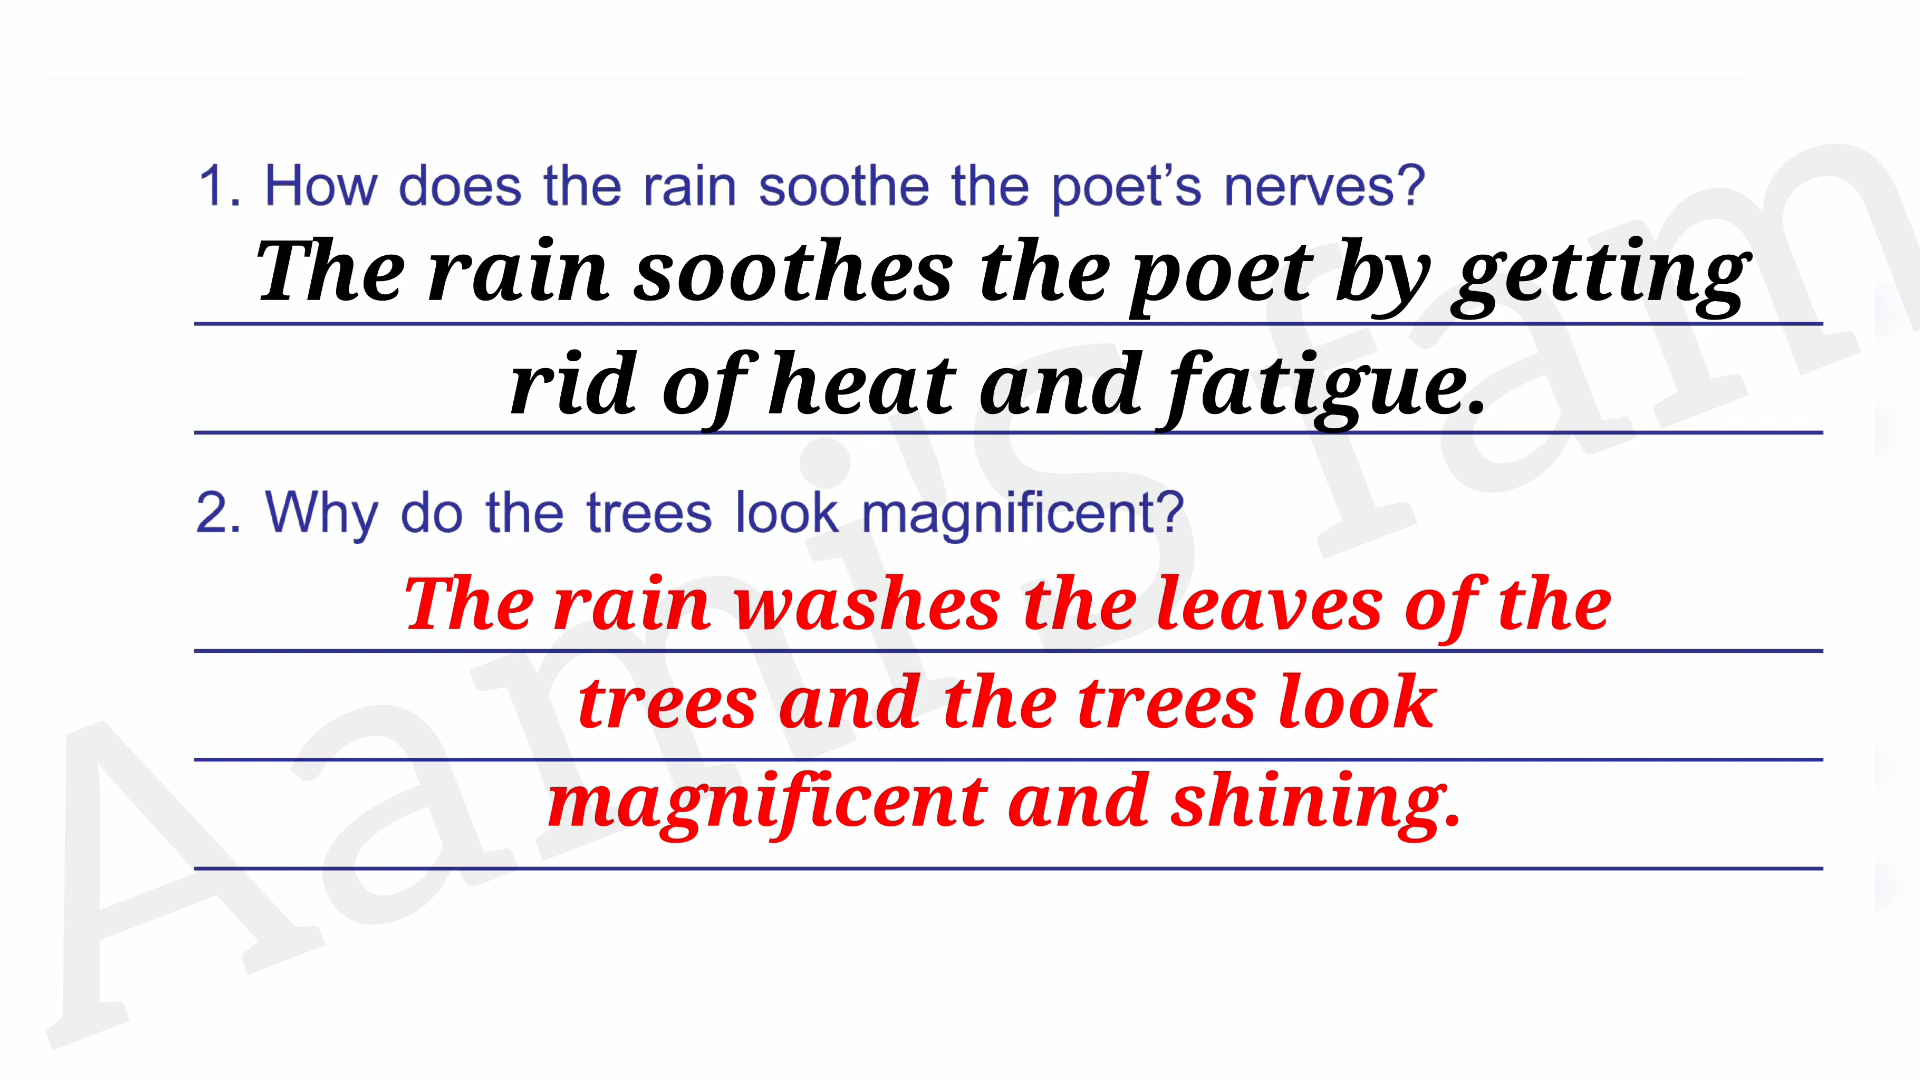 1. How does the rain soothe the poet’s nerves?
The rain soothes the poet by getting
rid of heat and fatigue.
2. Why do the trees look magnificent?
The rain washes the leaves of the
trees and the trees look
magnificent and shining.
Aami'S fam